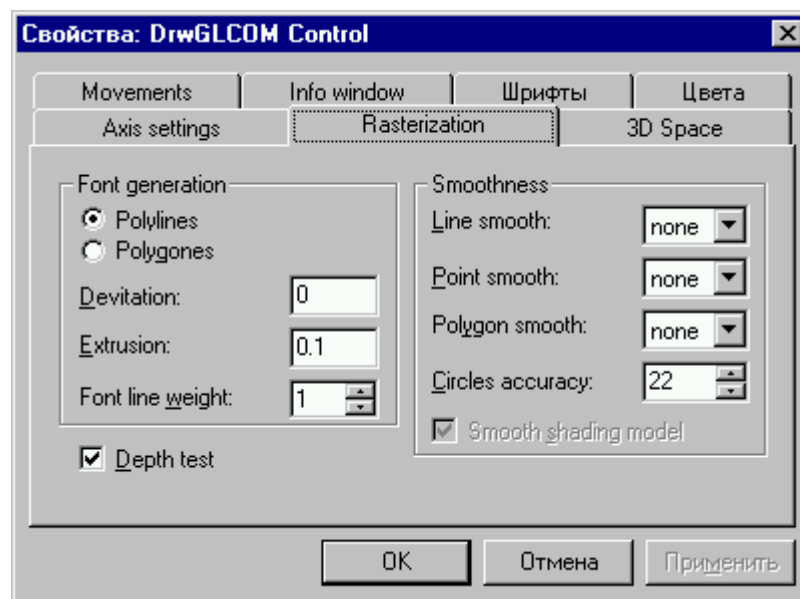 Свойства: DrwGLCOM Control
Movements Info window Шрифты Цвета
Axis settings Rasterization 3D Space
Font generation
Polylines
Polygones
Devitation: 0
Extrusion: 0.1
Font line weight: 1
Depth test
Smoothness
Line smooth: none
Point smooth: none
Polygon smooth: none
Circles accuracy: 22
Smooth shading model
OK Отмена Применить